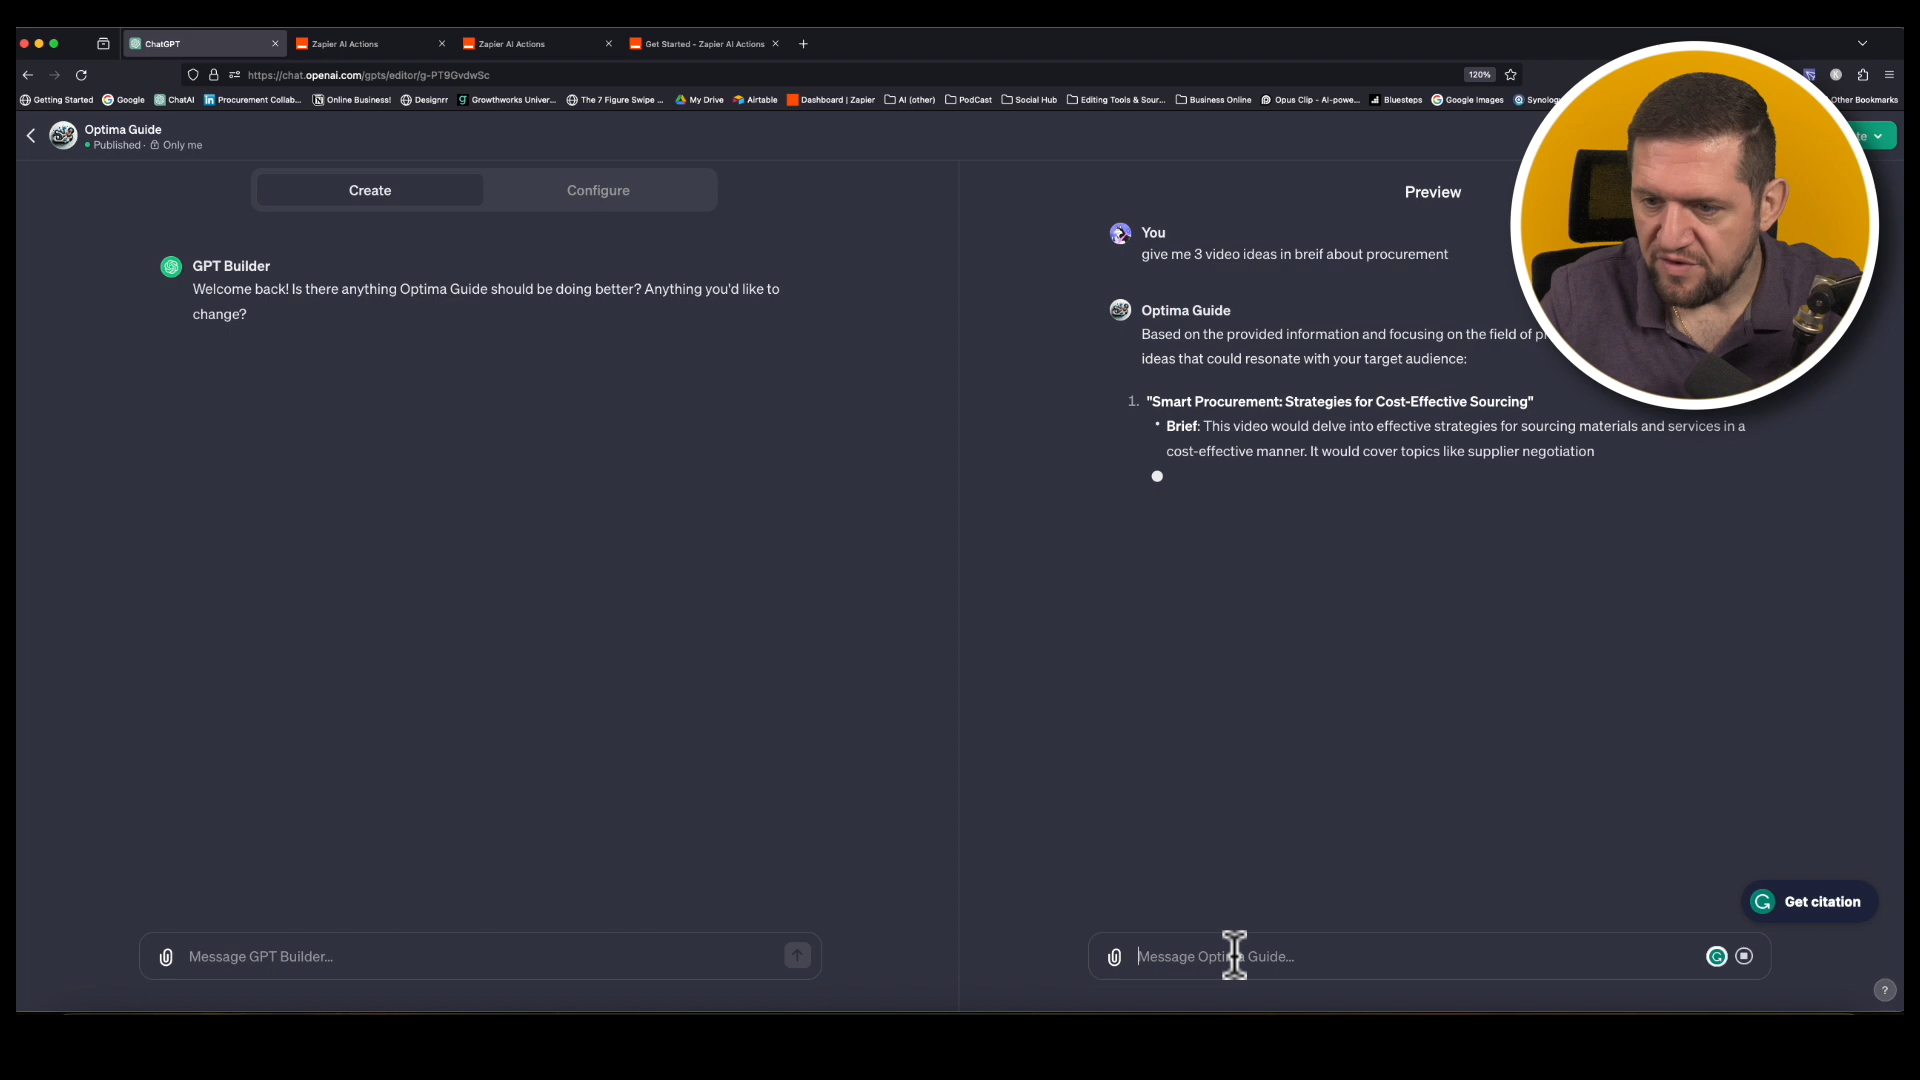 ChatGPT
Zapier AI Actions
Zapier AI Actions
Get Started - Zapier AI Actions
https://chat.openai.com/gpts/editor/g-PT9GvdwSc
120%
Getting Started
Google
ChatAI
Procurement Collab...
Online Business!
Designrr
Growthworks Univer...
The 7 Figure Swipe ...
My Drive
Airtable
Dashboard | Zapier
AI (other)
PodCast
Social Hub
Editing Tools & Sour...
Business Online
Opus Clip - AI-powe...
Bluesteps
Google Images
Other Bookmarks
Optima Guide
Published · Only me
Create
Configure
Preview
GPT Builder
Welcome back! Is there anything Optima Guide should be doing better? Anything you'd like to
change?
You
give me 3 video ideas in breif about procurement
Optima Guide
Based on the provided information and focusing on the field of
ideas that could resonate with your target audience:
1. "Smart Procurement: Strategies for Cost-Effective Sourcing"
• Brief: This video would delve into effective strategies for sourcing materials and services in a
cost-effective manner. It would cover topics like supplier negotiation
Get citation
Message GPT Builder...
Message Optima Guide...
?